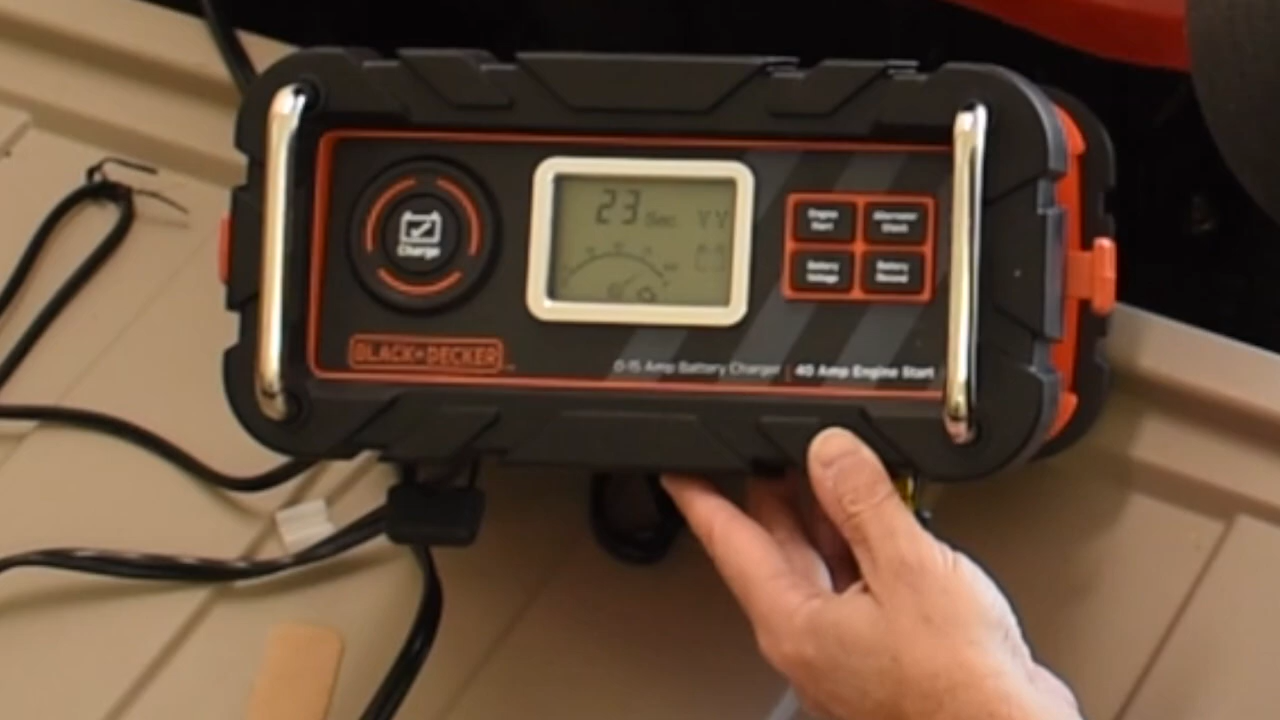 23 Sec
Charge
Engine
Start
Alternator
Check
Battery
Voltage
Battery
Recond
BLACK+DECKER
0-15 Amp Battery Charger | 40 Amp Engine Start